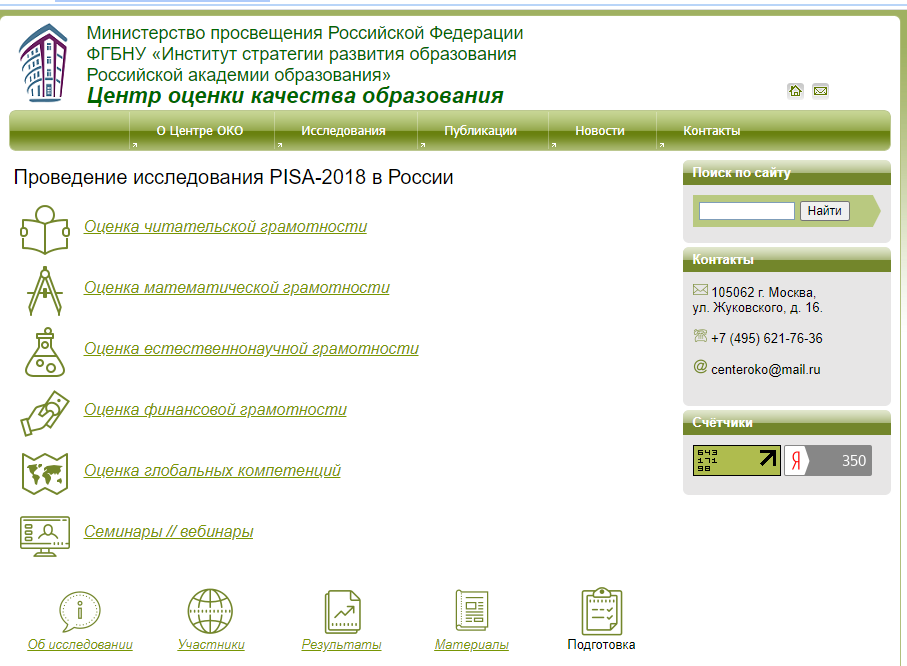 Министерство просвещения Российской Федерации
ФГБНУ «Институт стратегии развития образования
Российской академии образования»
Центр оценки качества образования
О Центре ОКО
Исследования
Публикации
Новости
Контакты
Проведение исследования PISA-2018 в России
Оценка читательской грамотности
Оценка математической грамотности
Оценка естественнонаучной грамотности
Оценка финансовой грамотности
Оценка глобальных компетенций
Семинары // вебинары
Об исследовании
Участники
Результаты
Материалы
Подготовка
Поиск по сайту
Найти
Контакты
105062 г. Москва,
ул. Жуковского, д. 16.
+7 (495) 621-76-36
@ centeroko@mail.ru
Счётчики
643
171
98
Я 350